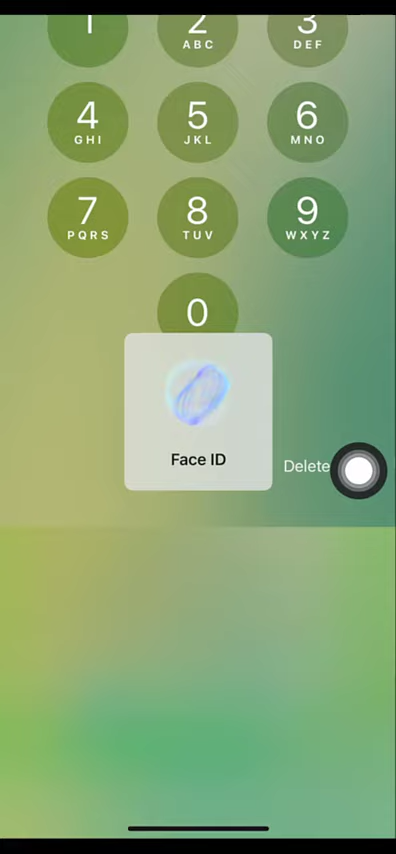 1 2 3
ABC DEF
4 5 6
GHI JKL MNO
7 8 9
PQRS TUV WXYZ
0
Face ID
Delete